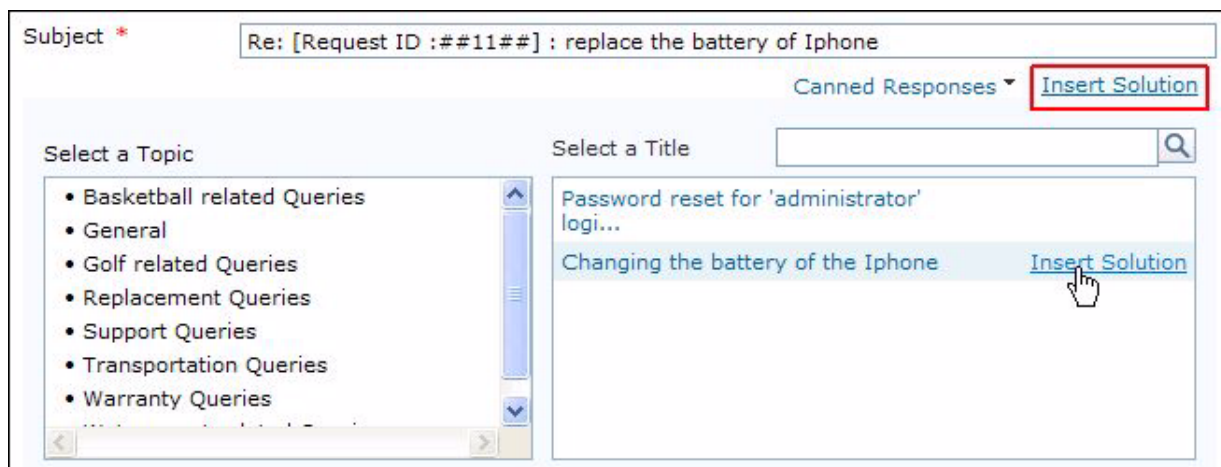 Subject *
Re: [Request ID :##11##] : replace the battery of Iphone
Canned Responses
Insert Solution
Select a Topic
• Basketball related Queries
• General
• Golf related Queries
• Replacement Queries
• Support Queries
• Transportation Queries
• Warranty Queries
Select a Title
Password reset for 'administrator'
logi...
Changing the battery of the Iphone
Insert Solution